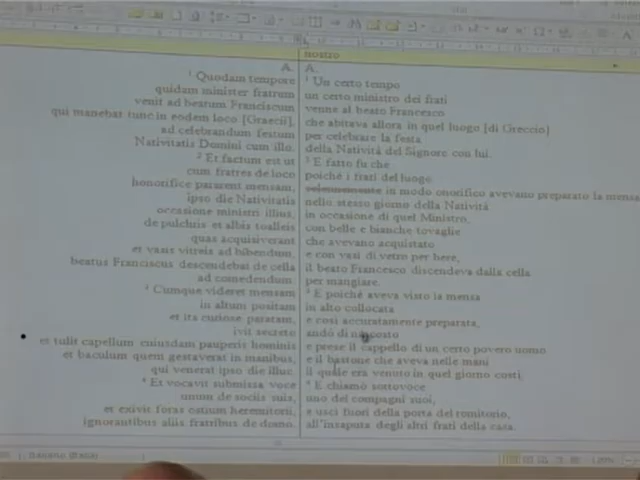 nostro
A.
¹ Quodam tempore
quidam minister fratrum
venit ad beatum Franciscum
qui manebat tunc in eodem loco [Graecii],
ad celebrandum festum
Nativitatis Domini cum illo.
² Et factum est ut
cum fratres de loco
honorifice pararent mensam,
ipso die Nativitatis
occasione ministri illius,
de pulchris et albis toalleis
quas acquisiverant
et vasis vitreis ad bibendum,
beatus Franciscus descendebat de cella
ad comedendum.
³ Cumque videret mensam
in altum positam
et ita curiose paratam,
ivit secrete
et tulit capellum cuiusdam pauperis hominis
et baculum quem gestaverat in manibus,
qui venerat ipso die illuc.
⁴ Et vocavit submissa voce
unum de sociis suis,
et exivit foras ostium heremitorii,
ignorantibus aliis fratribus de domo.
A.
¹ Un certo tempo
un certo ministro dei frati
venne al beato Francesco
che abitava allora in quel luogo [di Greccio]
per celebrare la festa
della Natività del Signore con lui.
² E fatto fu che
poiché i frati del luogo
solennemente in modo onorifico avevano preparato la mensa
nello stesso giorno della Natività
in occasione di quel Ministro,
con belle e bianche tovaglie
che avevano acquistato
e con vasi di vetro per bere,
il beato Francesco discendeva dalla cella
per mangiare.
³ E poiché aveva visto la mensa
in alto collocata
e così accuratamente preparata,
andò di nascosto
e prese il cappello di un certo povero uomo
e il bastone che aveva nelle mani
il quale era venuto in quel giorno costì.
⁴ E chiamò sottovoce
uno dei compagni suoi,
e uscì fuori della porta del romitorio,
all'insaputa degli altri frati della casa.